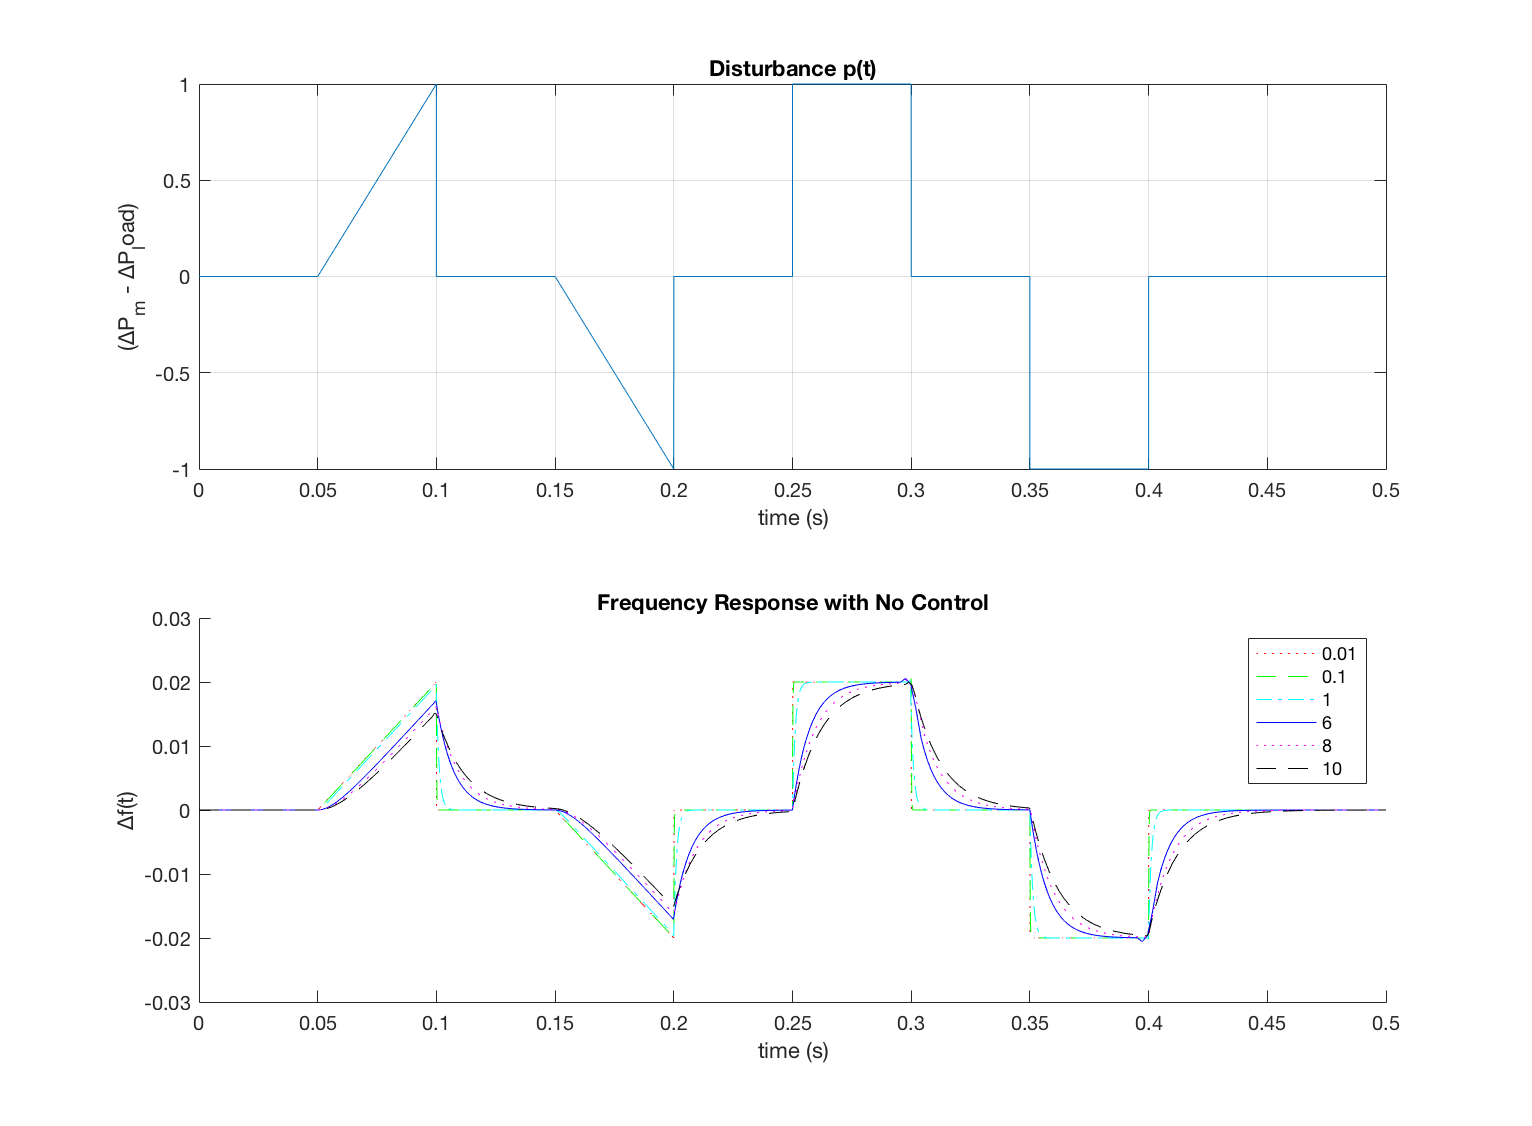 Disturbance p(t)
(ΔPm - ΔPload)
1
0.5
0
-0.5
-1
0 0.05 0.1 0.15 0.2 0.25 0.3 0.35 0.4 0.45 0.5
time (s)
Frequency Response with No Control
Δf(t)
0.03
0.02
0.01
0
-0.01
-0.02
-0.03
0.01
0.1
1
6
8
10
0 0.05 0.1 0.15 0.2 0.25 0.3 0.35 0.4 0.45 0.5
time (s)